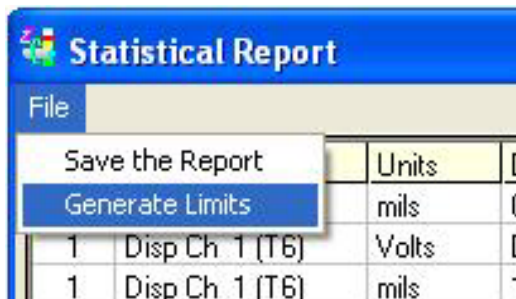 Statistical Report
File
Save the Report
Generate Limits
Units
mils
1 Disp Ch. 1 (T6) Volts
1 Disp Ch. 1 (T6) mils